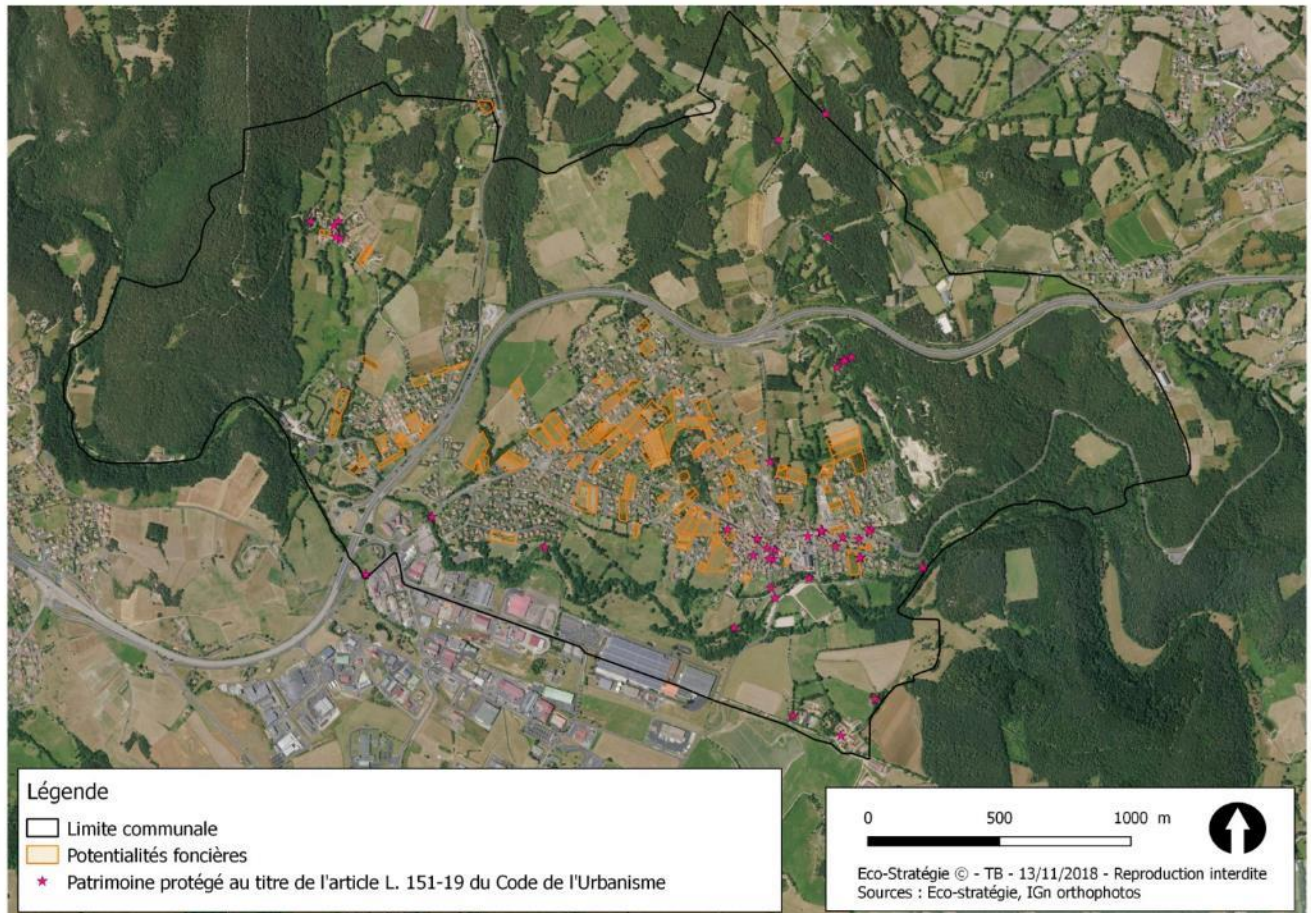 Légende
Limite communale
Potentialités foncières
Patrimoine protégé au titre de l'article L. 151-19 du Code de l'Urbanisme
0 500 1000 m
Eco-Stratégie © - TB - 13/11/2018 - Reproduction interdite
Sources : Eco-stratégie, IGn orthophotos